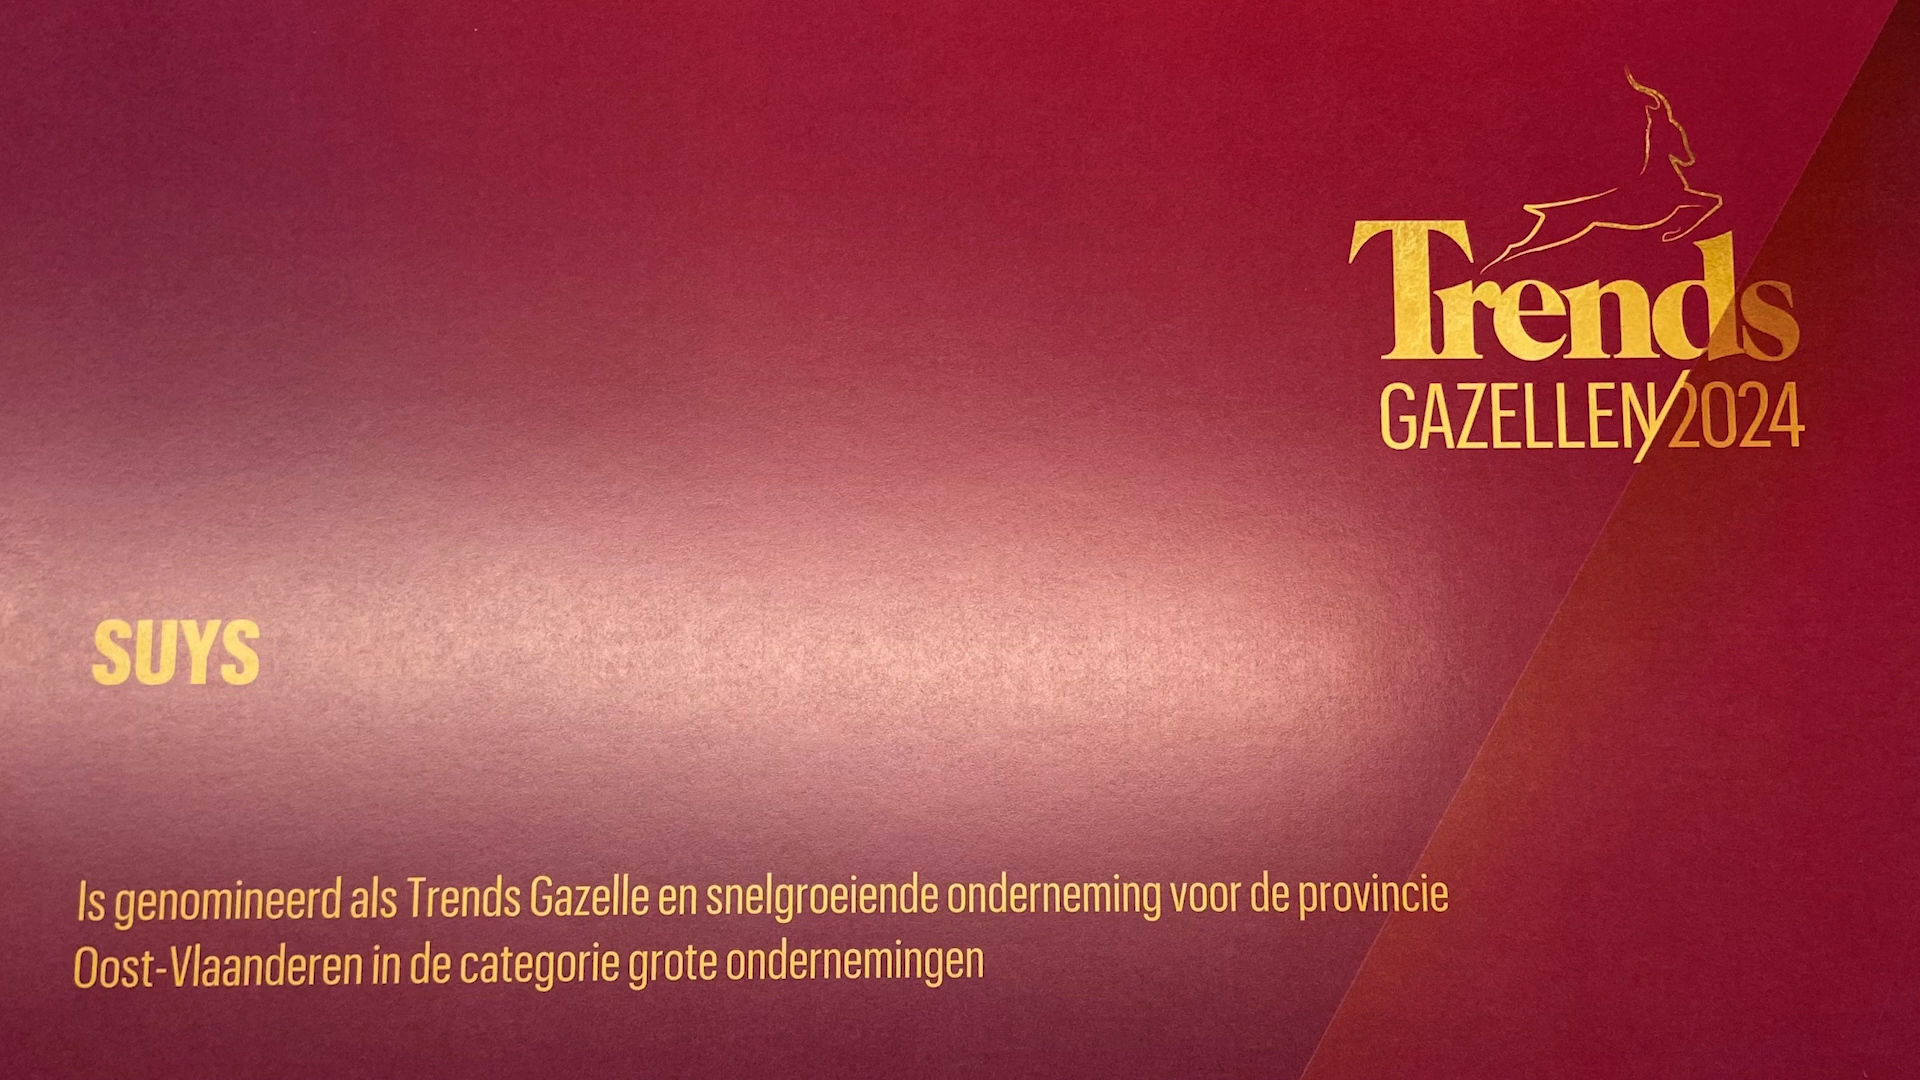 Trends
GAZELLEN/2024
SUYS
Is genomineerd als Trends Gazelle en snelgroeiende onderneming voor de provincie
Oost-Vlaanderen in de categorie grote ondernemingen